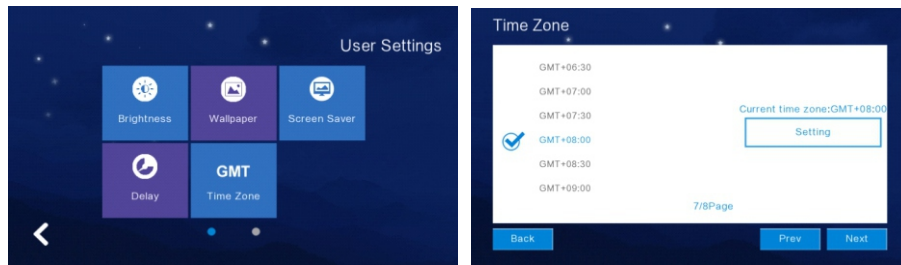 User Settings
Brightness
Wallpaper
Screen Saver
Delay
GMT
Time Zone
Time Zone
GMT+06:30
GMT+07:00
GMT+07:30
GMT+08:00
GMT+08:30
GMT+09:00
Current time zone:GMT+08:00
Setting
7/8Page
Back
Prev
Next